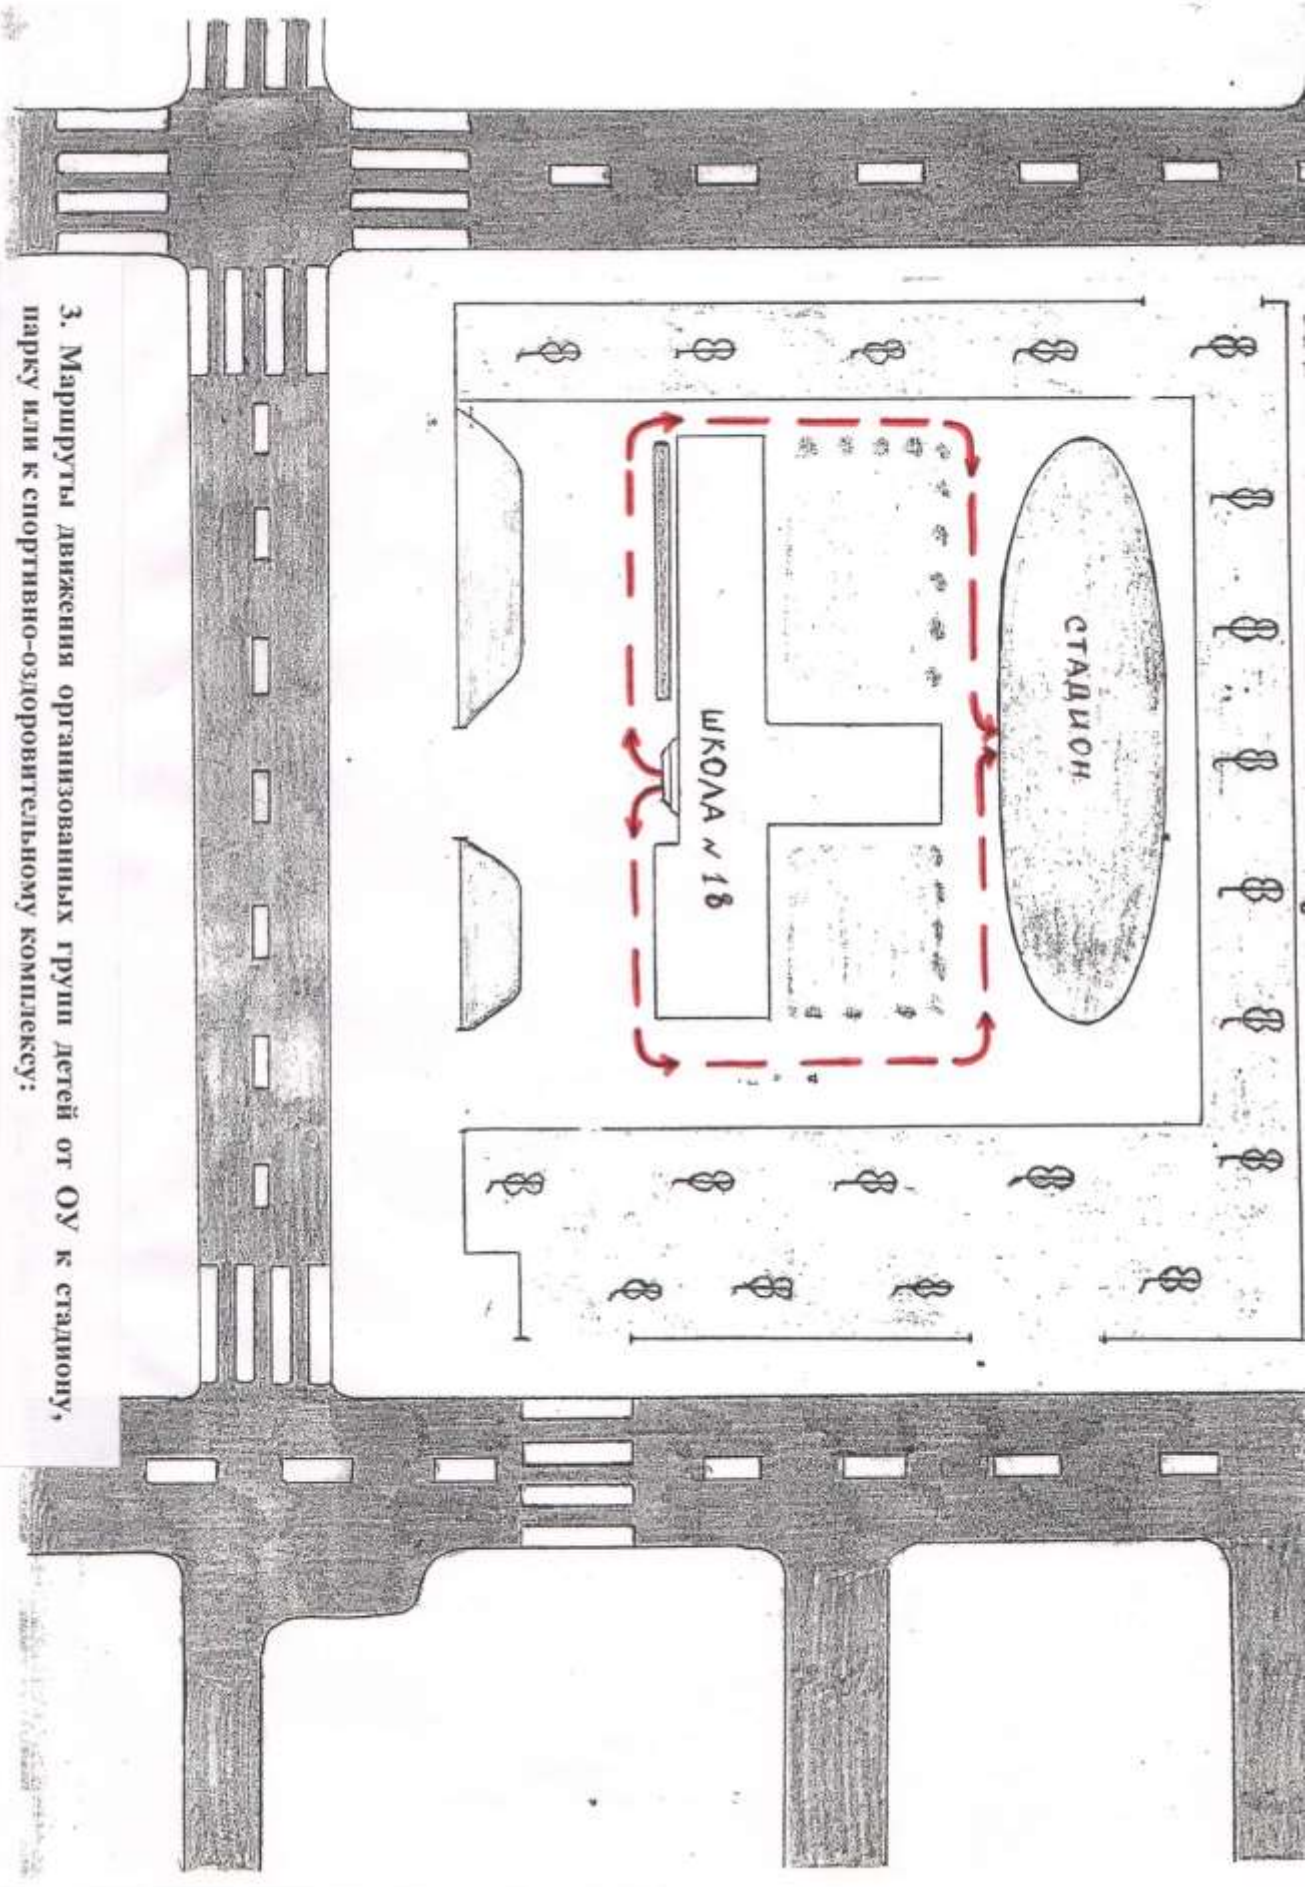 СТАДИОН
ШКОЛА № 18
3. Маршруты движения организованных групп детей от ОУ к стадиону,
парку или к спортивно-оздоровительному комплексу: